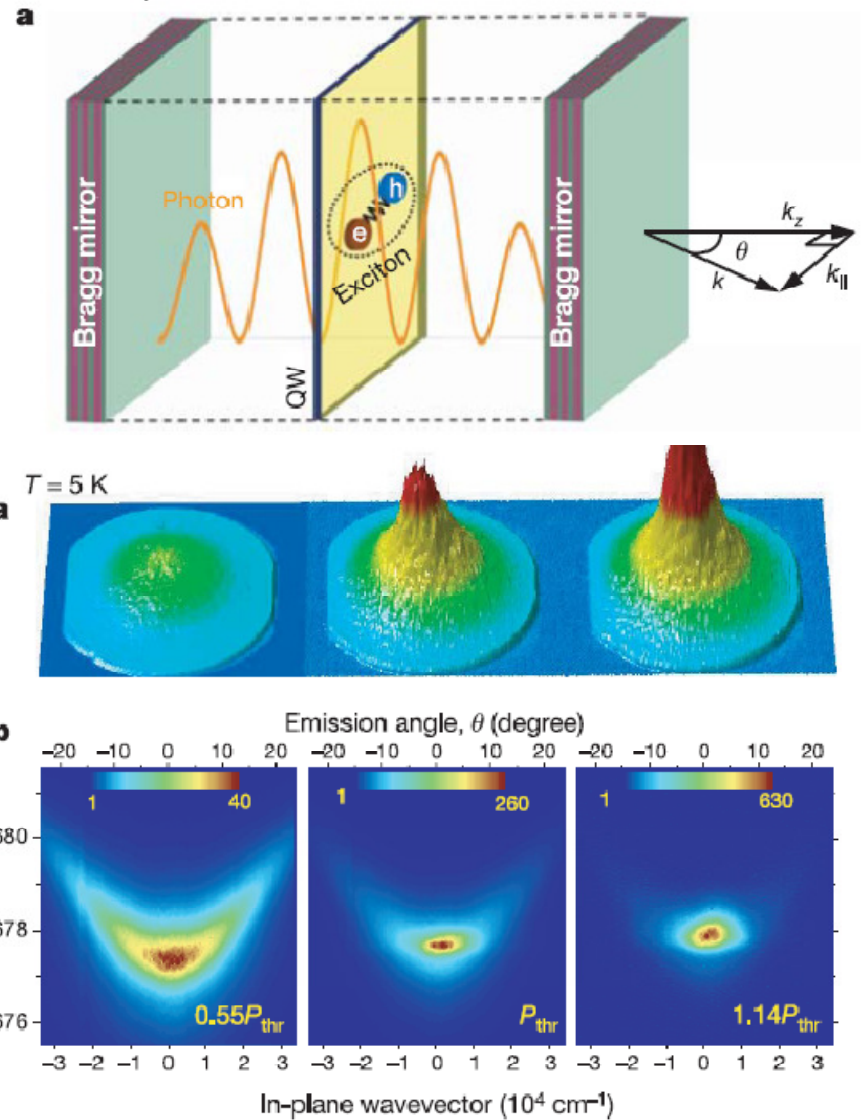 a
Bragg mirror
Photon
e
h
Exciton
QW
Bragg mirror
k_z
θ
k
k_||
T = 5 K
a
b
Emission angle, θ (degree)
–20 –10 0 10 20
–20 –10 0 10 20
–20 –10 0 10 20
1 40
1 260
1 630
680
678
676
0.55P_thr
P_thr
1.14P_thr
–3 –2 –1 0 1 2 3
–3 –2 –1 0 1 2 3
–3 –2 –1 0 1 2 3
In-plane wavevector (10⁴ cm⁻¹)